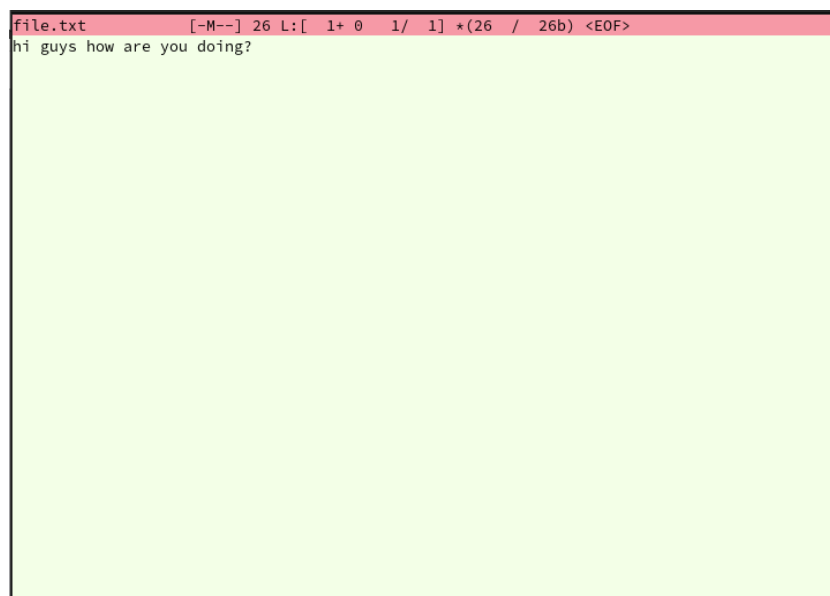 file.txt [-M--] 26 L:[ 1+ 0 1/ 1] *(26 / 26b) <EOF>
hi guys how are you doing?